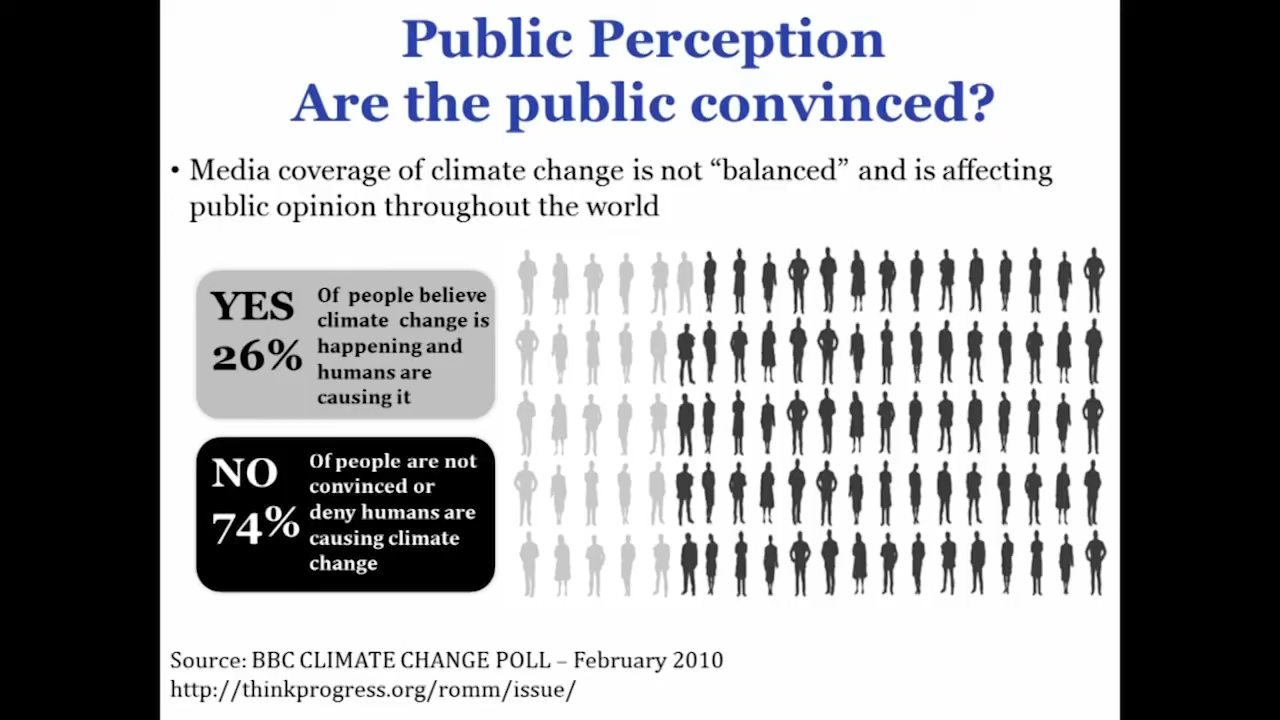 Public Perception
Are the public convinced?
• Media coverage of climate change is not “balanced” and is affecting
public opinion throughout the world
YES
26%
Of people believe
climate change is
happening and
humans are
causing it
NO
74%
Of people are not
convinced or
deny humans are
causing climate
change
Source: BBC CLIMATE CHANGE POLL – February 2010
http://thinkprogress.org/romm/issue/